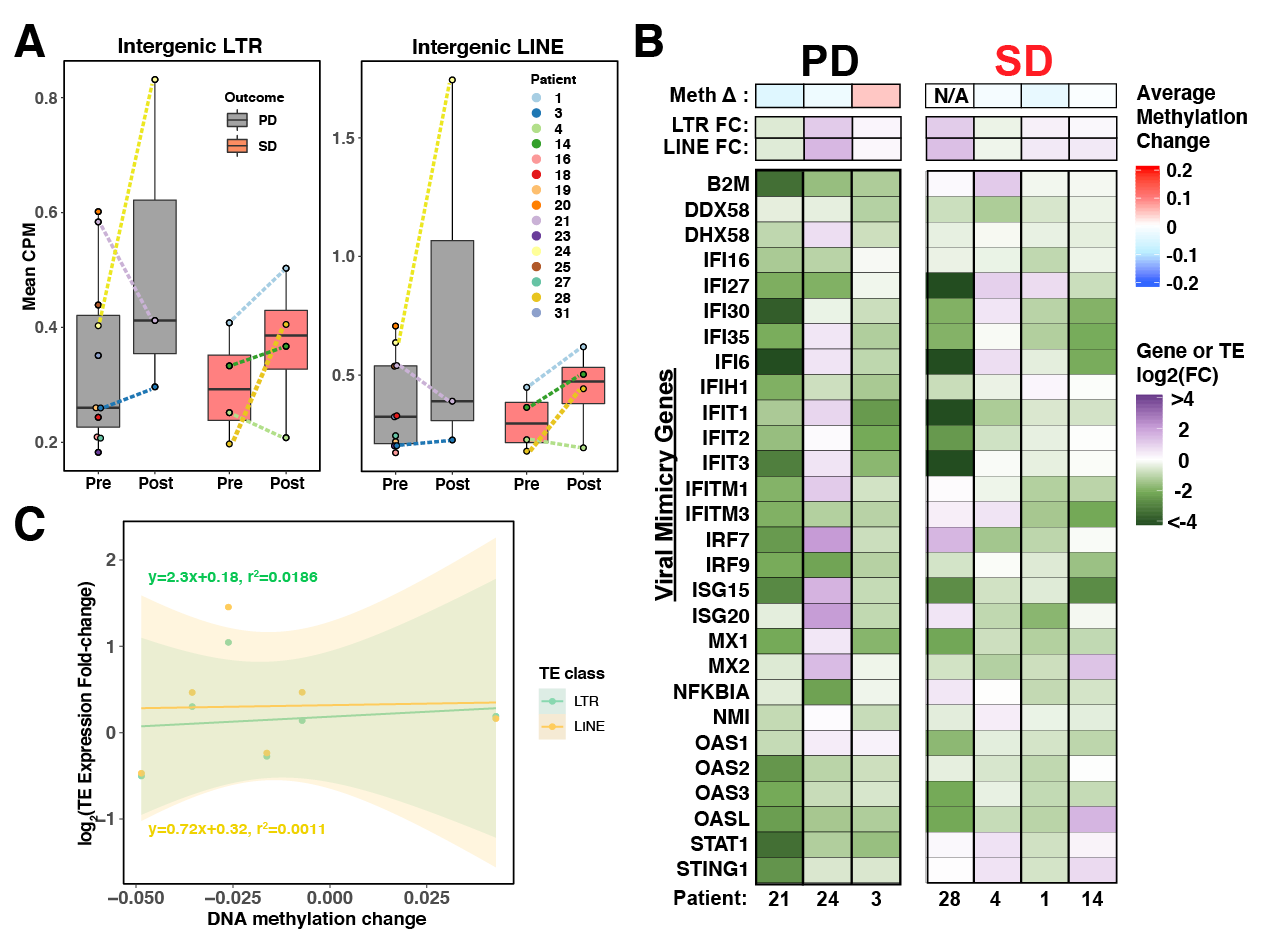 A
Intergenic LTR
Intergenic LINE
Mean CPM
0.8
0.6
0.4
0.2
Outcome
PD
SD
Pre
Post
Pre
Post
1.5
1.0
0.5
Patient
1
3
4
14
16
18
19
20
21
23
24
25
27
28
31
Pre
Post
Pre
Post
B
PD
SD
Meth Δ :
N/A
LTR FC:
LINE FC:
Viral Mimicry Genes
B2M
DDX58
DHX58
IFI16
IFI27
IFI30
IFI35
IFI6
IFIH1
IFIT1
IFIT2
IFIT3
IFITM1
IFITM3
IRF7
IRF9
ISG15
ISG20
MX1
MX2
NFKBIA
NMI
OAS1
OAS2
OAS3
OASL
STAT1
STING1
Patient:
21 24 3 28 4 1 14
Average
Methylation
Change
0.2
0.1
0
-0.1
-0.2
Gene or TE
log2(FC)
>4
2
0
-2
<-4
C
log2(TE Expression Fold-change)
2
1
0
−1
y=2.3x+0.18, r²=0.0186
y=0.72x+0.32, r²=0.0011
−0.050
−0.025
0.000
0.025
DNA methylation change
TE class
LTR
LINE